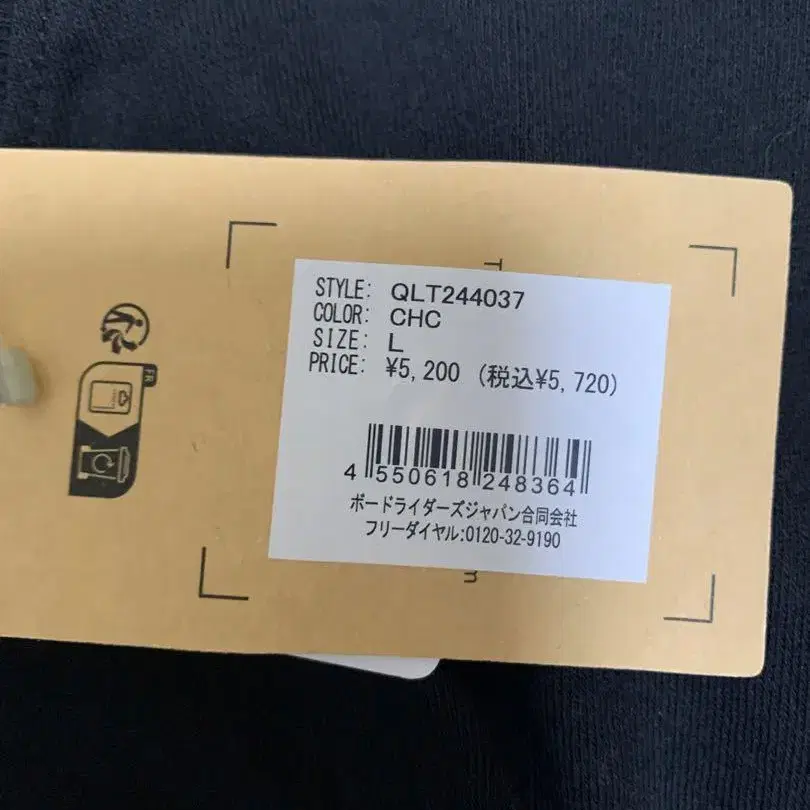 STYLE: QLT244037
COLOR: CHC
SIZE: L
PRICE: ¥5,200 (税込¥5,720)
4 550618 248364
ボードライダーズジャパン合同会社
フリーダイヤル:0120-32-9190
FR
T
m